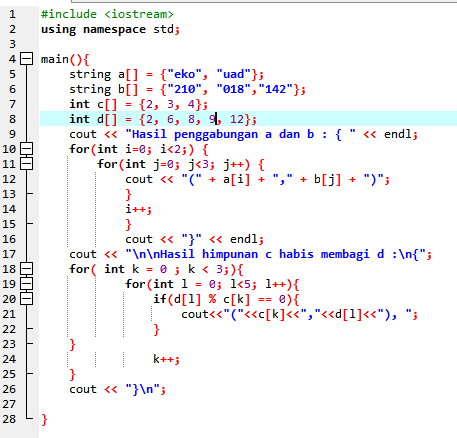 1 #include <iostream>
2 using namespace std;
3
4 main(){
5 string a[] = {"eko", "uad"};
6 string b[] = {"210", "018","142"};
7 int c[] = {2, 3, 4};
8 int d[] = {2, 6, 8, 9, 12};
9 cout << "Hasil penggabungan a dan b : { " << endl;
10 for(int i=0; i<2;) {
11 for(int j=0; j<3; j++) {
12 cout << "(" + a[i] + "," + b[j] + ")";
13 }
14 i++;
15 }
16 cout << "}" << endl;
17 cout << "\n\nHasil himpunan c habis membagi d :\n{";
18 for( int k = 0 ; k < 3;){
19 for(int l = 0; l<5; l++){
20 if(d[l] % c[k] == 0){
21 cout<<"("<<c[k]<<","<<d[l]<<"), ";
22 }
23 }
24 k++;
25 }
26 cout << "}\n";
27
28 }